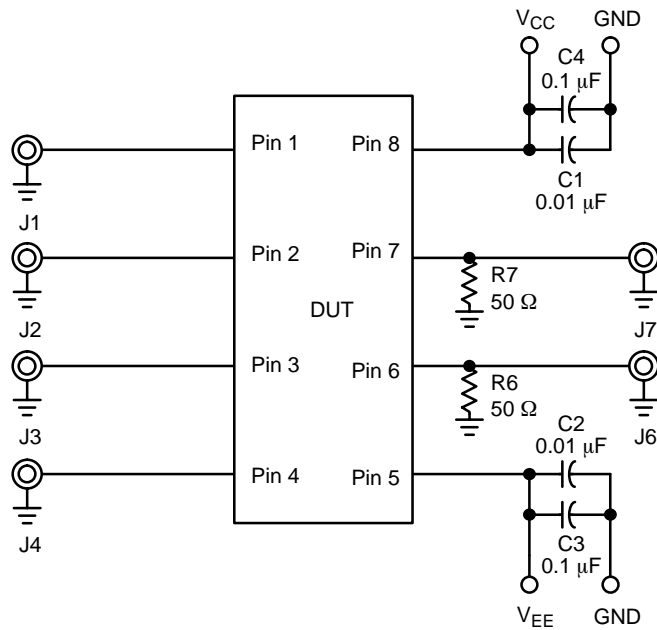 V_CC GND
C4
0.1 μF
C1
0.01 μF
Pin 1 Pin 8
J1
Pin 2 Pin 7
R7
50 Ω
J2
J7
DUT
Pin 3 Pin 6
R6
50 Ω
J3
J6
C2
0.01 μF
Pin 4 Pin 5
J4
C3
0.1 μF
V_EE GND